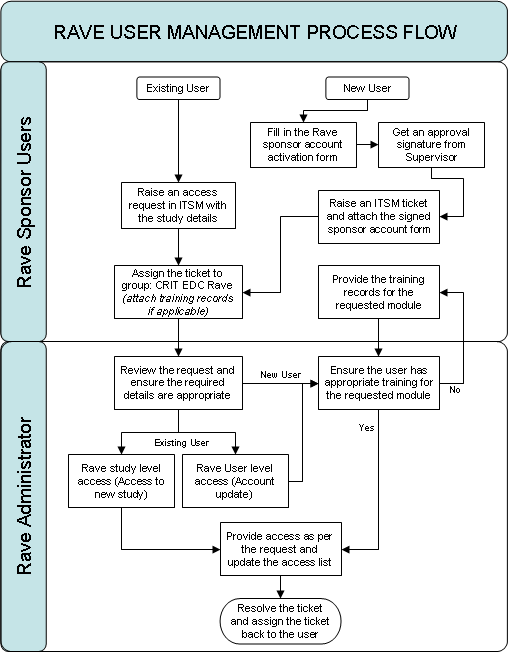 RAVE USER MANAGEMENT PROCESS FLOW
Rave Sponsor Users
Existing User
New User
Fill in the Rave
sponsor account
activation form
Get an approval
signature from
Supervisor
Raise an access
request in ITSM with
the study details
Raise an ITSM ticket
and attach the signed
sponsor account form
Assign the ticket to
group: CRIT EDC Rave
(attach training records
if applicable)
Provide the training
records for the
requested module
Rave Administrator
Review the request and
ensure the required
details are appropriate
New User
Ensure the user has
appropriate training for
the requested module
No
Yes
Existing User
Rave study level
access (Access to
new study)
Rave User level
access (Account
update)
Provide access as per
the request and
update the access list
Resolve the ticket
and assign the ticket
back to the user